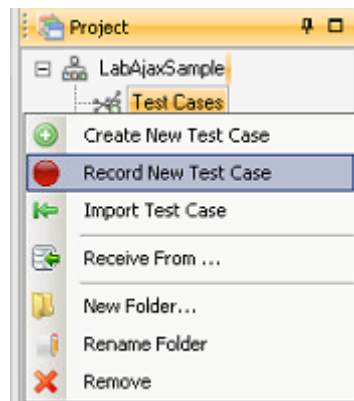 Project
LabAjaxSample
Test Cases
Create New Test Case
Record New Test Case
Import Test Case
Receive From ...
New Folder...
Rename Folder
Remove